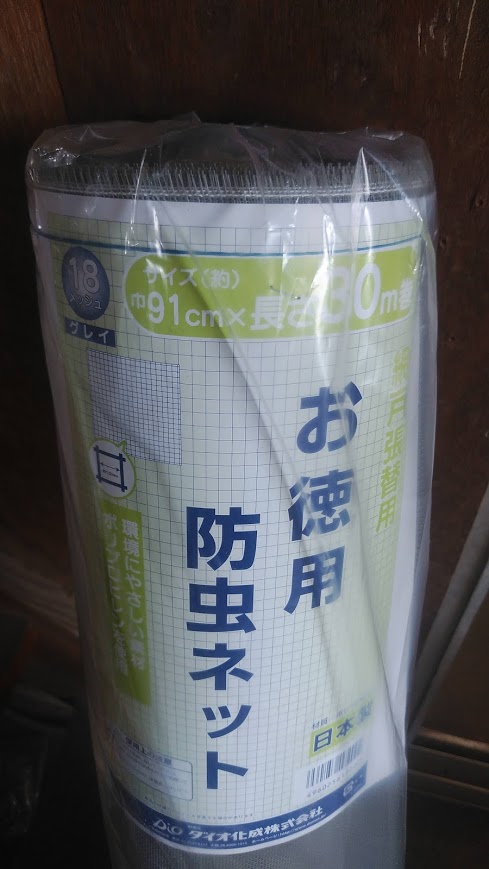 18
メッシュ
グレイ
サイズ(約)
巾91cm×長さ30m巻
網戸張替用
お徳用
防虫ネット
環境にやさしい素材
材質
日本製
Dio ダイオ化成株式会社